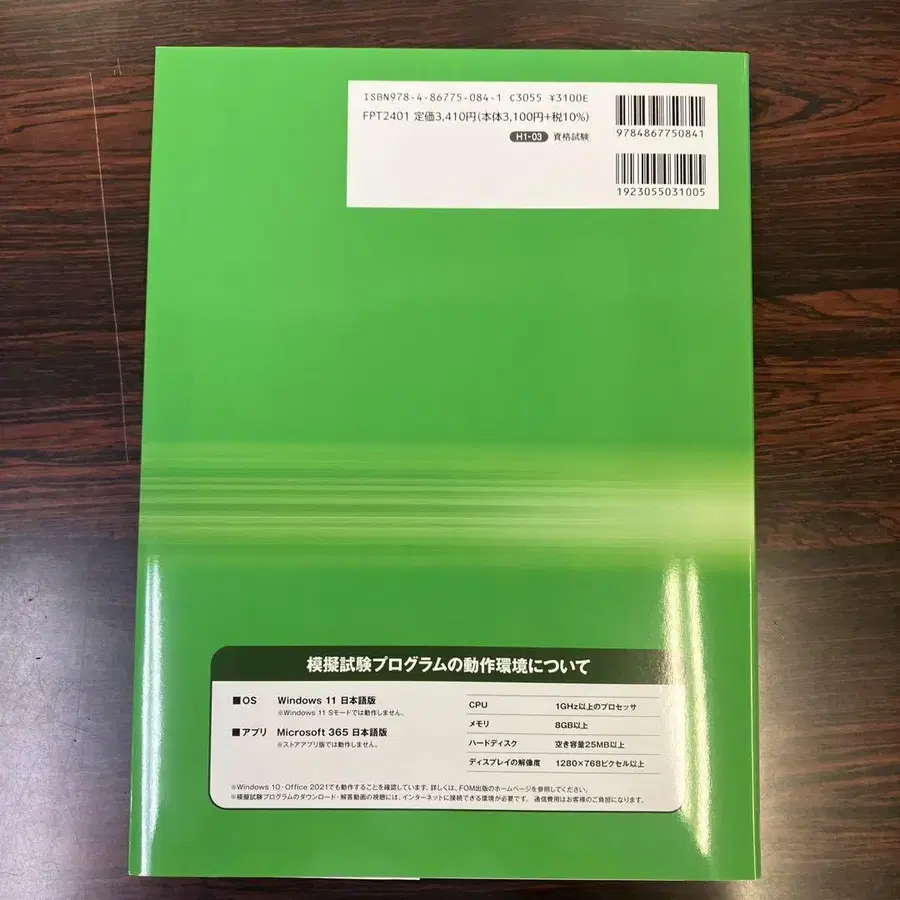 ISBN978-4-86775-084-1 C3055 ¥3100E
FPT2401 定価3,410円(本体3,100円+税10%)
H1-03 資格試験
9784867750841
1923055031005
模擬試験プログラムの動作環境について
■OS Windows 11 日本語版
※Windows 11 Sモードでは動作しません。
■アプリ Microsoft 365 日本語版
※ストアアプリ版では動作しません。
CPU 1GHz以上のプロセッサ
メモリ 8GB以上
ハードディスク 空き容量25MB以上
ディスプレイの解像度 1280×768ピクセル以上
※Windows 10・Office 2021でも動作することを確認しています。詳しくは、FOM出版のホームページを参照してください。
※模擬試験プログラムのダウンロード・解答動画の視聴には、インターネットに接続できる環境が必要です。 通信費用はお客様のご負担になります。